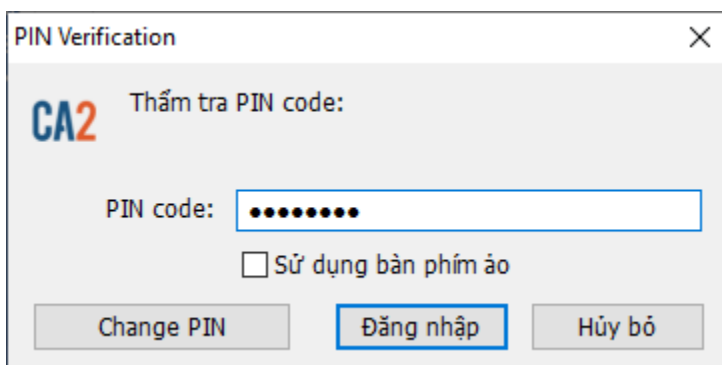 PIN Verification
CA2
Thẩm tra PIN code:
PIN code: ●●●●●●●●
Sử dụng bàn phím ảo
Change PIN
Đăng nhập
Hủy bỏ